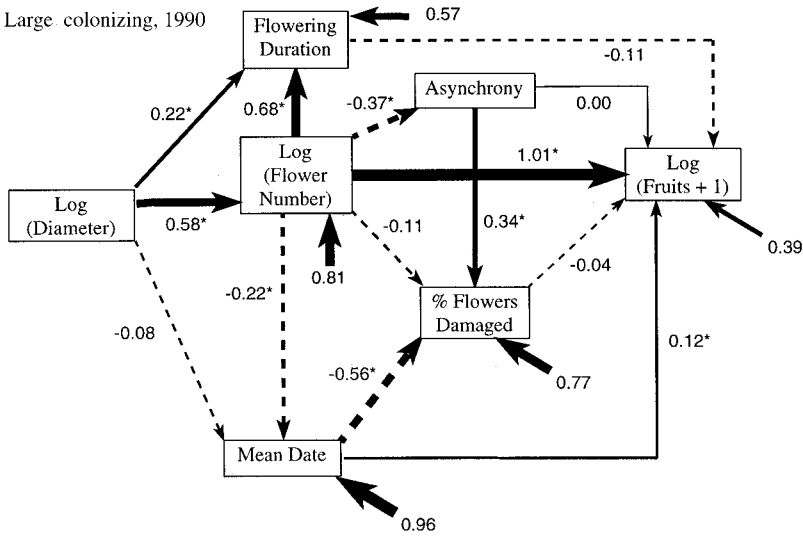 Large colonizing, 1990
Flowering
Duration
0.57
-0.11
Asynchrony
0.00
0.22*
0.68*
-0.37*
Log
(Flower
Number)
1.01*
Log
(Fruits + 1)
Log
(Diameter)
0.58*
-0.11
0.34*
0.39
0.81
-0.04
-0.22*
% Flowers
Damaged
-0.08
0.12*
-0.56*
0.77
Mean Date
0.96